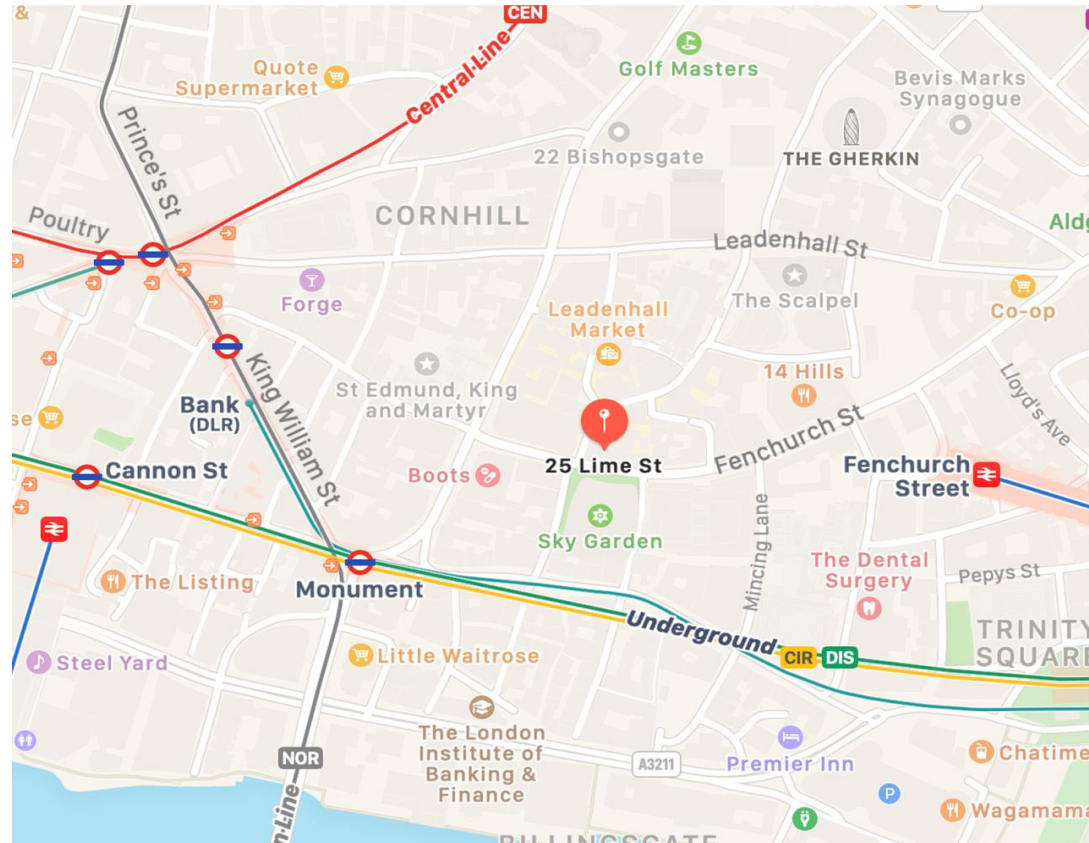 &
CEN
Quote
Supermarket
Central Line
Golf Masters
Bevis Marks
Synagogue
Prince's St
22 Bishopsgate
THE GHERKIN
CORNHILL
Poultry
Leadenhall St
Forge
Leadenhall
Market
The Scalpel
Co-op
St Edmund, King
and Martyr
14 Hills
Lloyd's Ave
King William St
Bank
(DLR)
25 Lime St
Fenchurch St
Cannon St
Boots
Fenchurch
Street
Sky Garden
Mincing Lane
The Listing
Monument
The Dental
Surgery
Pepys St
Underground
CIR
DIS
TRINITY
SQUARE
Steel Yard
Little Waitrose
The London
Institute of
Banking &
Finance
NOR
A3211
Premier Inn
P
Chatime
Wagamama
Line